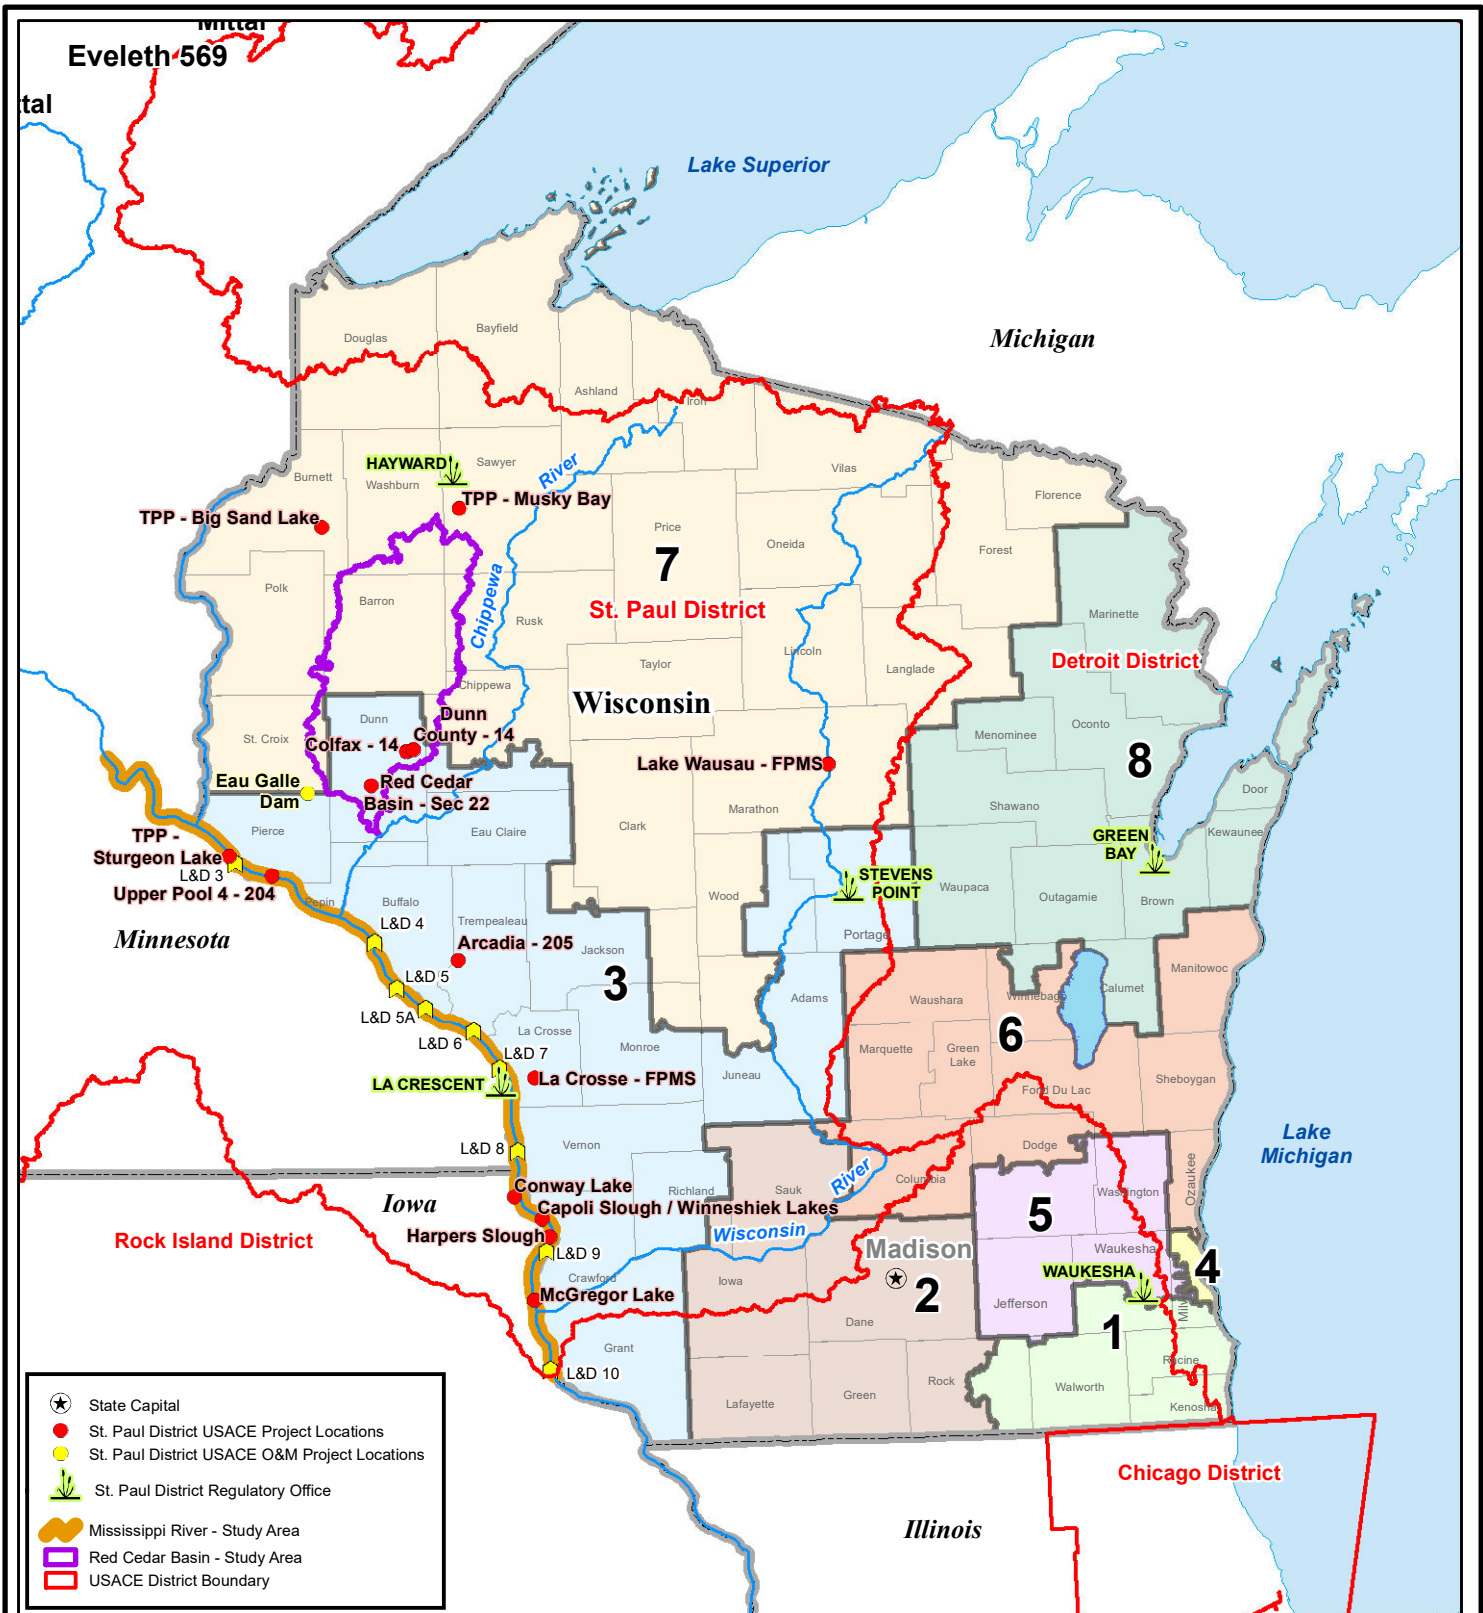 Mittal
Eveleth 569
ttal
Lake Superior
Michigan
Douglas
Bayfield
Ashland
Iron
HAYWARD
Sawyer
Burnett
Washburn
River
Vilas
TPP - Musky Bay
Florence
TPP - Big Sand Lake
Price
Oneida
Forest
7
Polk
Barron
Chippewa
St. Paul District
Rusk
Marinette
Lincoln
Taylor
Langlade
Detroit District
Chippewa
Wisconsin
Dunn
Dunn
County - 14
Colfax - 14
St. Croix
Oconto
Menominee
8
Lake Wausau - FPMS
Eau Galle
Dam
Red Cedar
Basin - Sec 22
Door
Marathon
Shawano
Clark
Eau Claire
Pierce
Kewaunee
GREEN
BAY
TPP -
Sturgeon Lake
L&D 3
STEVENS
POINT
Upper Pool 4 - 204
Pepin
Buffalo
Wood
Waupaca
Outagamie
Brown
Trempealeau
L&D 4
Minnesota
Arcadia - 205
Jackson
Portage
Manitowoc
L&D 5
3
Adams
Waushara
Winnebago
Calumet
L&D 5A
La Crosse
6
L&D 6
Monroe
Marquette
Green
Lake
L&D 7
LA CRESCENT
La Crosse - FPMS
Juneau
Fond Du Lac
Sheboygan
L&D 8
Vernon
Dodge
Lake
Michigan
River
Columbia
Conway Lake
Richland
Sauk
Washington
Ozaukee
Iowa
Capoli Slough / Winneshiek Lakes
5
Harpers Slough
Wisconsin
Rock Island District
L&D 9
Madison
Waukesha
Crawford
Iowa
WAUKESHA
4
McGregor Lake
2
Jefferson
Milw
Dane
1
Grant
Racine
L&D 10
Rock
Walworth
Green
Lafayette
Kenosha
Chicago District
Illinois
State Capital
St. Paul District USACE Project Locations
St. Paul District USACE O&M Project Locations
St. Paul District Regulatory Office
Mississippi River - Study Area
Red Cedar Basin - Study Area
USACE District Boundary